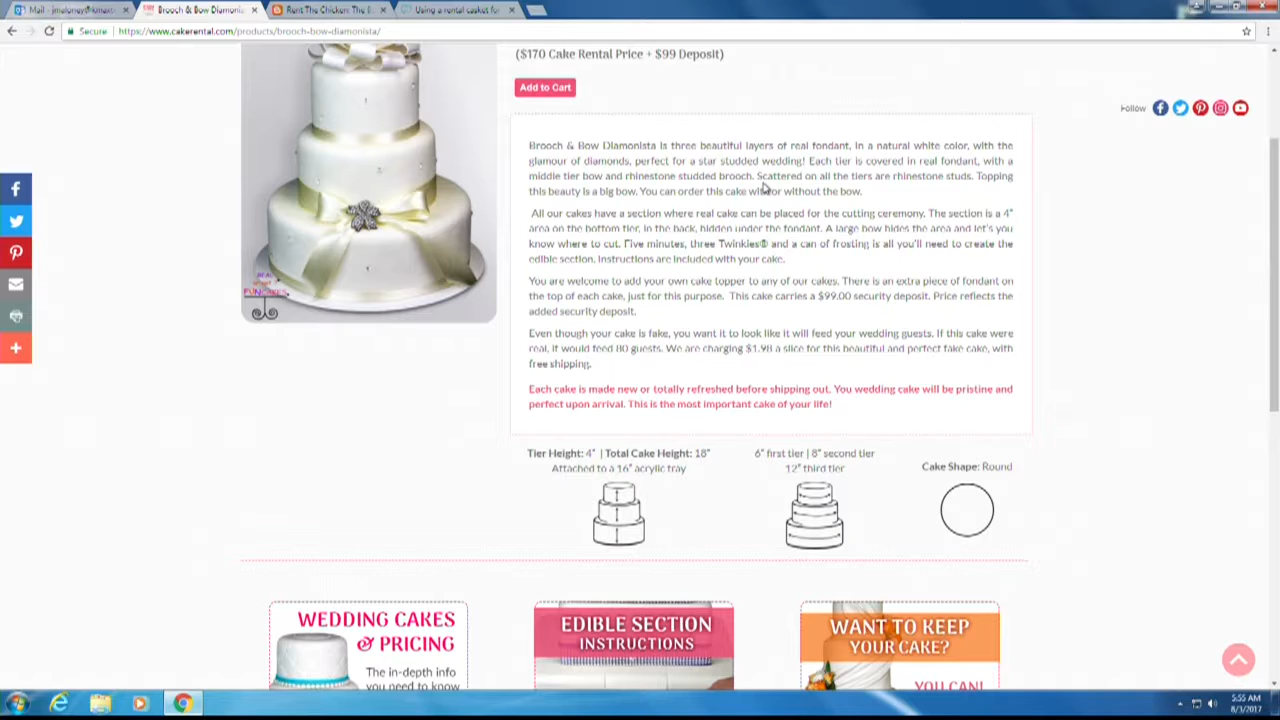 Mail - jmaloney@kmaxt
Brooch & Bow Diamonis
Rent The Chicken: The B
Using a rental casket for
Secure
https://www.cakerental.com/products/brooch-bow-diamonista/
($170 Cake Rental Price + $99 Deposit)
Add to Cart
Follow
Brooch & Bow Diamonista is three beautiful layers of real fondant, in a natural white color, with the
glamour of diamonds, perfect for a star studded wedding! Each tier is covered in real fondant, with a
middle tier bow and rhinestone studded brooch. Scattered on all the tiers are rhinestone studs. Topping
this beauty is a big bow. You can order this cake with or without the bow.
All our cakes have a section where real cake can be placed for the cutting ceremony. The section is a 4"
area on the bottom tier, in the back, hidden under the fondant. A large bow hides the area and let's you
know where to cut. Five minutes, three Twinkies® and a can of frosting is all you'll need to create the
edible section. Instructions are included with your cake.
You are welcome to add your own cake topper to any of our cakes. There is an extra piece of fondant on
the top of each cake, just for this purpose. This cake carries a $99.00 security deposit. Price reflects the
added security deposit.
Even though your cake is fake, you want it to look like it will feed your wedding guests. If this cake were
real, it would feed 80 guests. We are charging $1.98 a slice for this beautiful and perfect fake cake, with
free shipping.
Each cake is made new or totally refreshed before shipping out. You wedding cake will be pristine and
perfect upon arrival. This is the most important cake of your life!
Tier Height: 4" | Total Cake Height: 18"
Attached to a 16" acrylic tray
6" first tier | 8" second tier
12" third tier
Cake Shape: Round
WEDDING CAKES
& PRICING
The in-depth info
you need to know
EDIBLE SECTION
INSTRUCTIONS
WANT TO KEEP
YOUR CAKE?
YOU CAN!
5:55 AM
8/3/2017